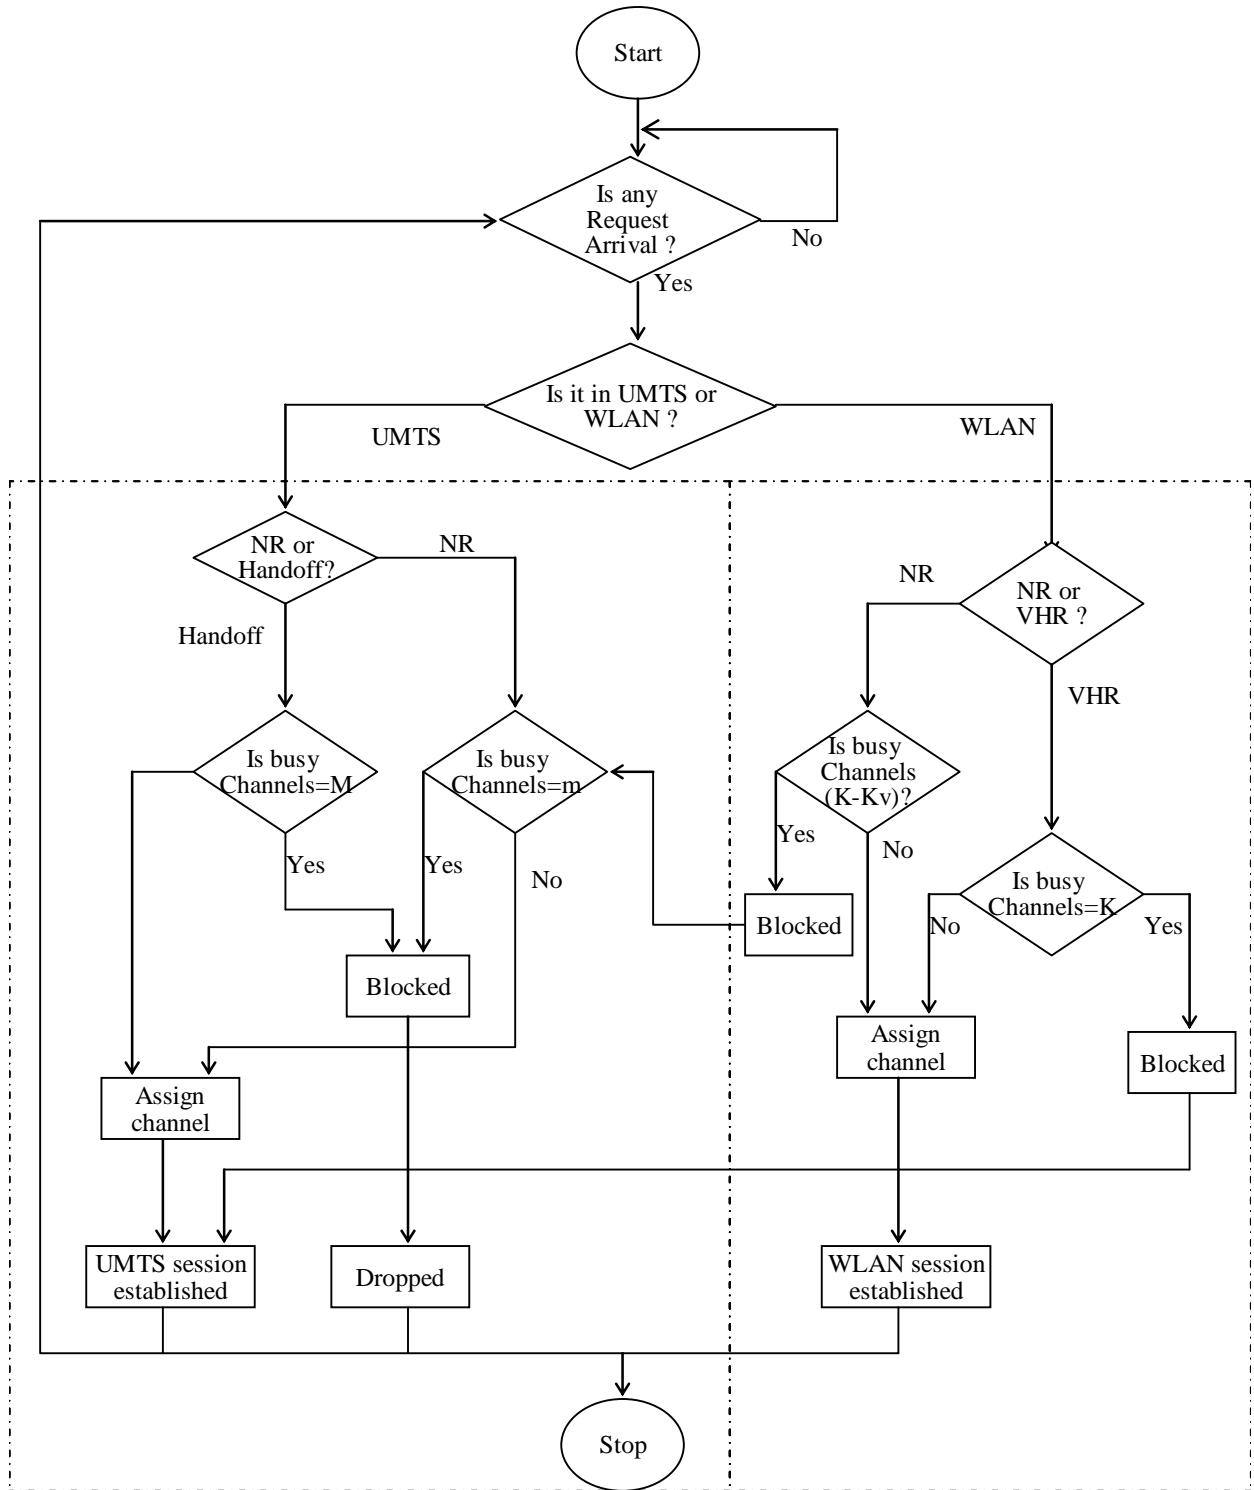 Start
Is any
Request
Arrival ?
No
Yes
Is it in UMTS or
WLAN ?
UMTS
WLAN
NR or
Handoff?
NR
Handoff
NR
NR or
VHR ?
VHR
Is busy
Channels=M
Is busy
Channels=m
Is busy
Channels
(K-Kv)?
Yes
Yes
No
Yes
No
Is busy
Channels=K
No
Yes
Blocked
Blocked
Assign
channel
Blocked
Assign
channel
UMTS session
established
Dropped
WLAN session
established
Stop